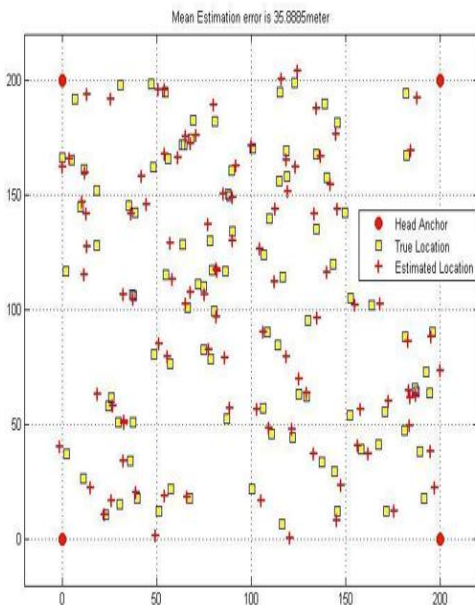 Mean Estimation error is 35.8885meter
200
150
100
50
0
Head Anchor
True Location
Estimated Location
0 50 100 150 200